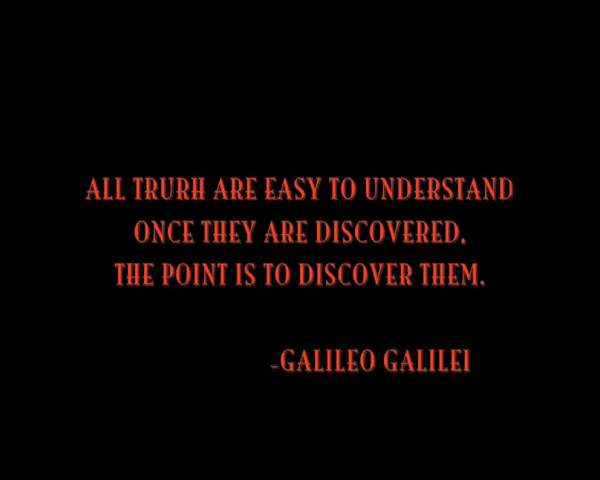 ALL TRURH ARE EASY TO UNDERSTAND
ONCE THEY ARE DISCOVERED,
THE POINT IS TO DISCOVER THEM.
-GALILEO GALILEI